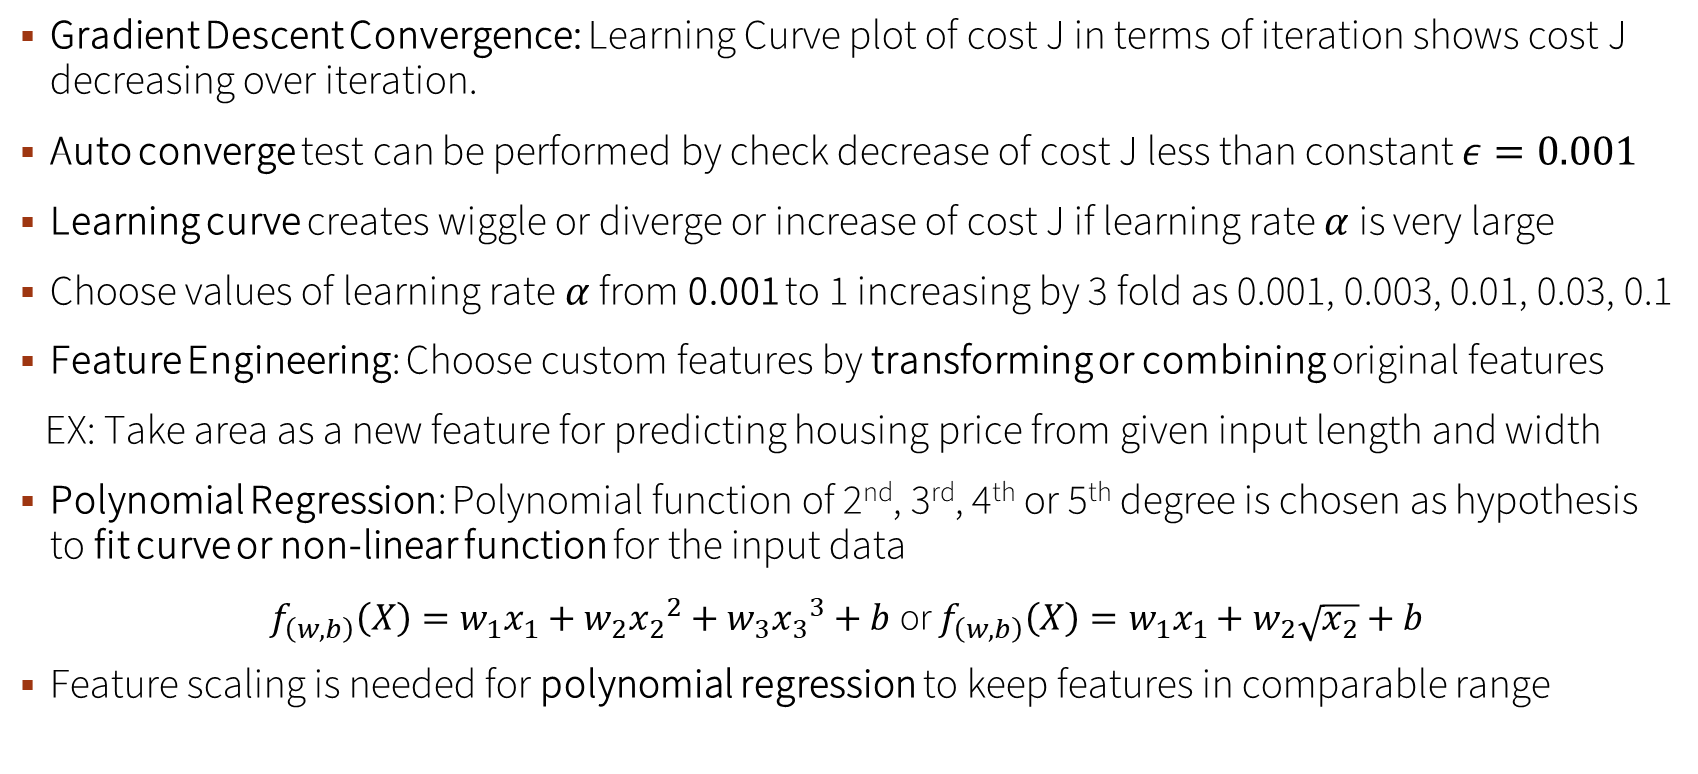 ▪ Gradient Descent Convergence: Learning Curve plot of cost J in terms of iteration shows cost J
decreasing over iteration.
▪ Auto converge test can be performed by check decrease of cost J less than constant ϵ = 0.001
▪ Learning curve creates wiggle or diverge or increase of cost J if learning rate α is very large
▪ Choose values of learning rate α from 0.001 to 1 increasing by 3 fold as 0.001, 0.003, 0.01, 0.03, 0.1
▪ Feature Engineering: Choose custom features by transforming or combining original features
EX: Take area as a new feature for predicting housing price from given input length and width
▪ Polynomial Regression: Polynomial function of 2nd, 3rd, 4th or 5th degree is chosen as hypothesis
to fit curve or non-linear function for the input data
f(w,b)(X) = w₁x₁ + w₂x₂² + w₃x₃³ + b or f(w,b)(X) = w₁x₁ + w₂√x₂ + b
▪ Feature scaling is needed for polynomial regression to keep features in comparable range